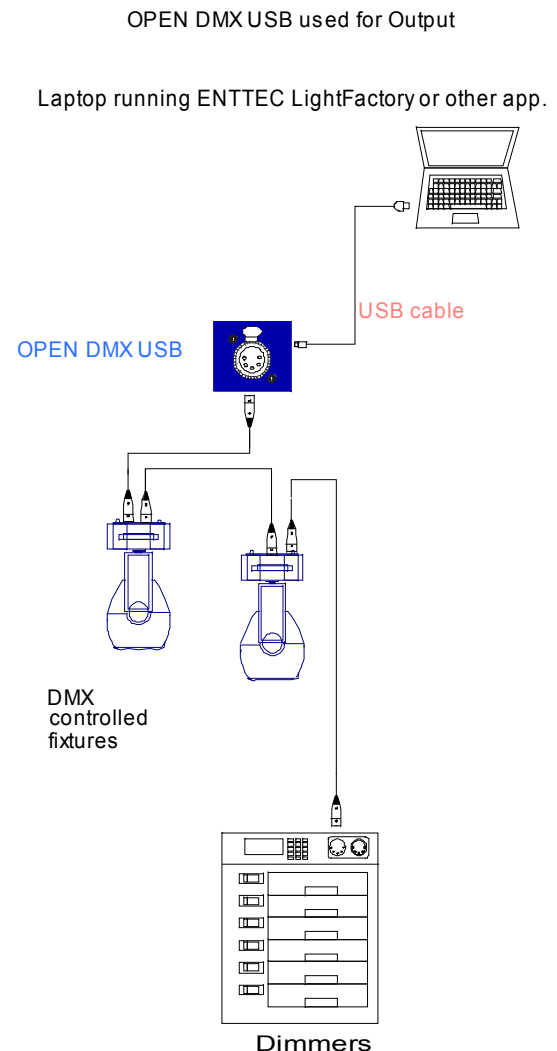 OPEN DMX USB used for Output
Laptop running ENTTEC LightFactory or other app.
USB cable
OPEN DMX USB
DMX
controlled
fixtures
Dimmers